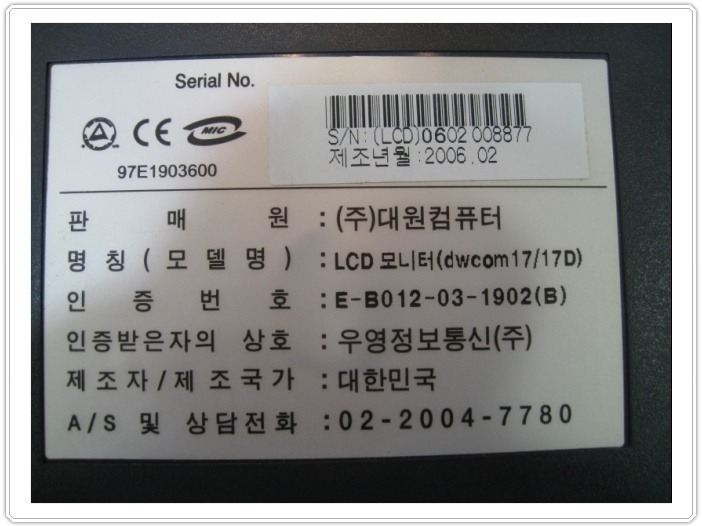 Serial No.
CE MIC
97E1903600
S/N:(LCD)0602 008877
제조년월:2006.02
판 매 원 : (주)대원컴퓨터
명칭(모델명) : LCD 모니터(dwcom17/17D)
인 증 번 호 : E-B012-03-1902(B)
인증받은자의 상호 : 우영정보통신(주)
제조자/제조국가 : 대한민국
A/S 및 상담전화 : 02-2004-7780